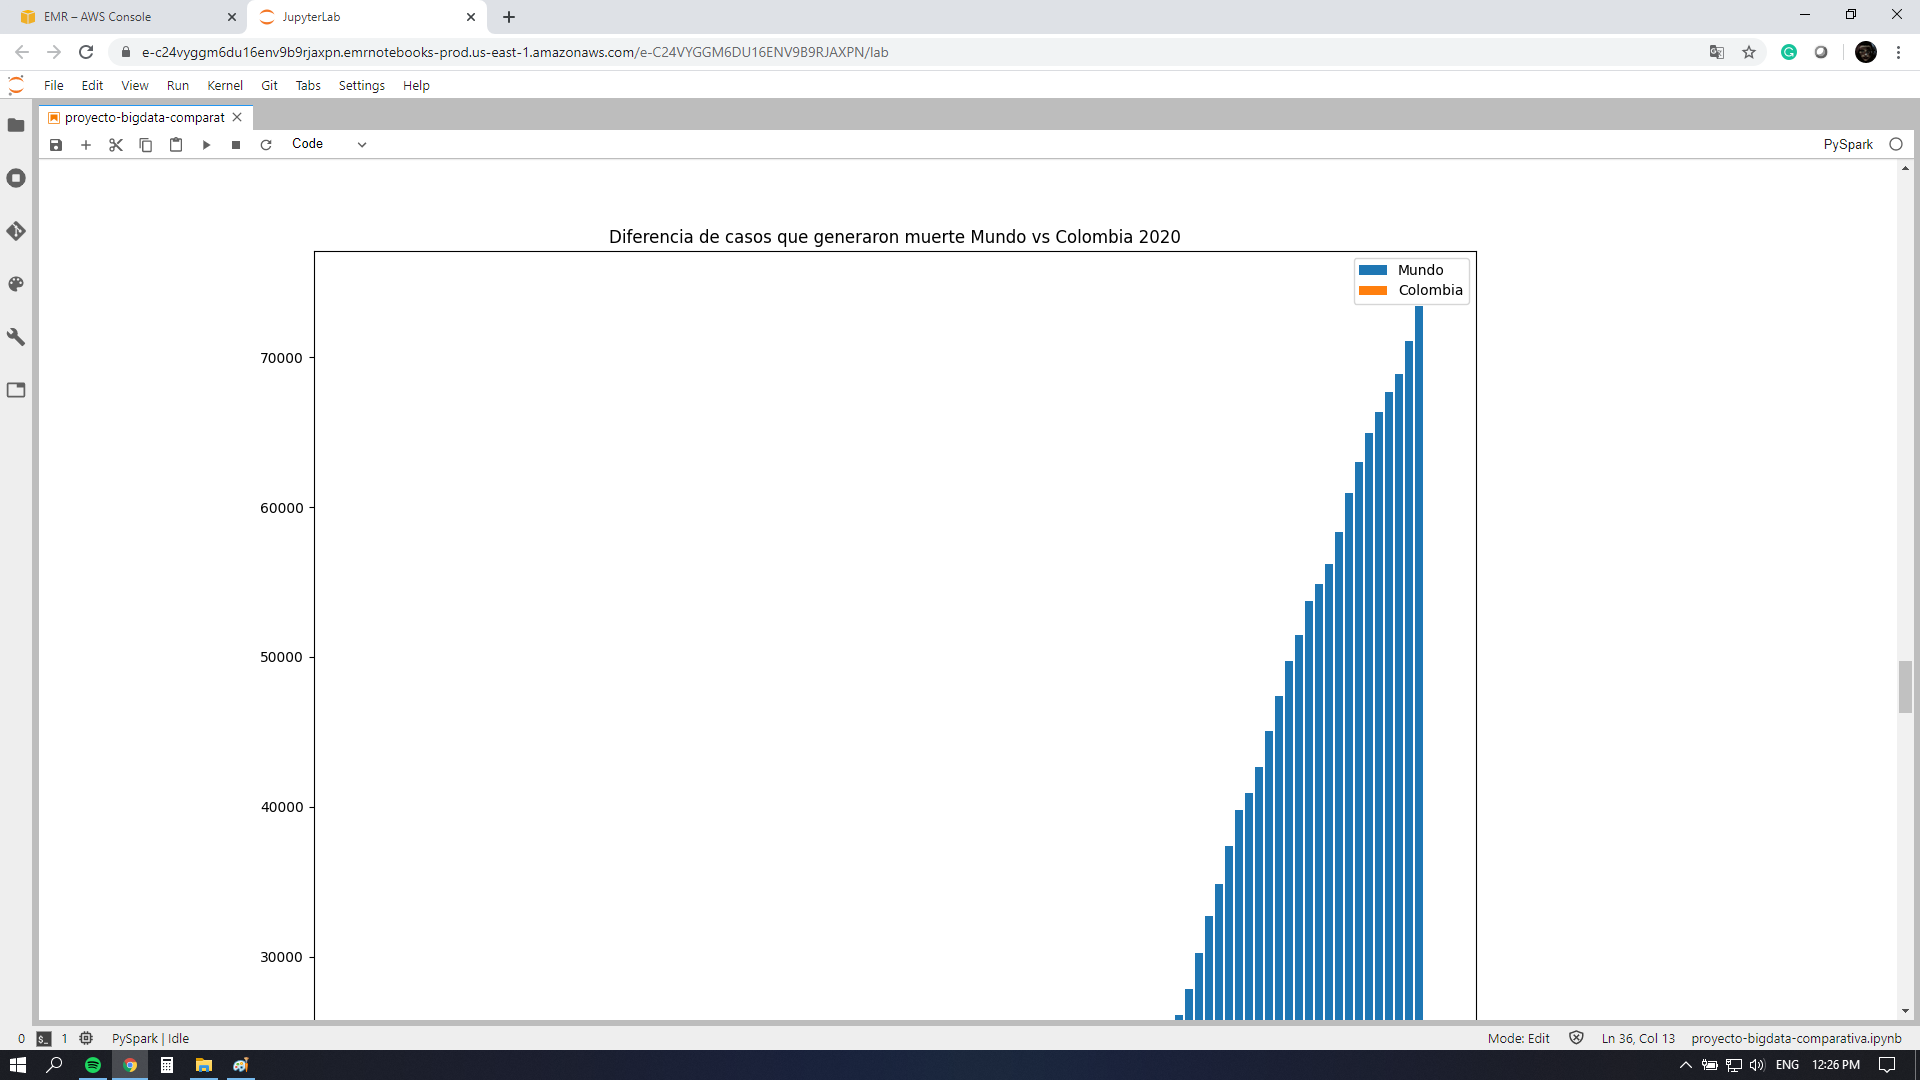 EMR – AWS Console
JupyterLab
e-c24vyggm6du16env9b9rjaxpn.emrnotebooks-prod.us-east-1.amazonaws.com/e-C24VYGGM6DU16ENV9B9RJAXPN/lab
File Edit View Run Kernel Git Tabs Settings Help
proyecto-bigdata-comparat
Code
PySpark
Diferencia de casos que generaron muerte Mundo vs Colombia 2020
Mundo
Colombia
70000
60000
50000
40000
30000
0 $_ 1 PySpark | Idle
Mode: Edit Ln 36, Col 13 proyecto-bigdata-comparativa.ipynb
ENG 12:26 PM